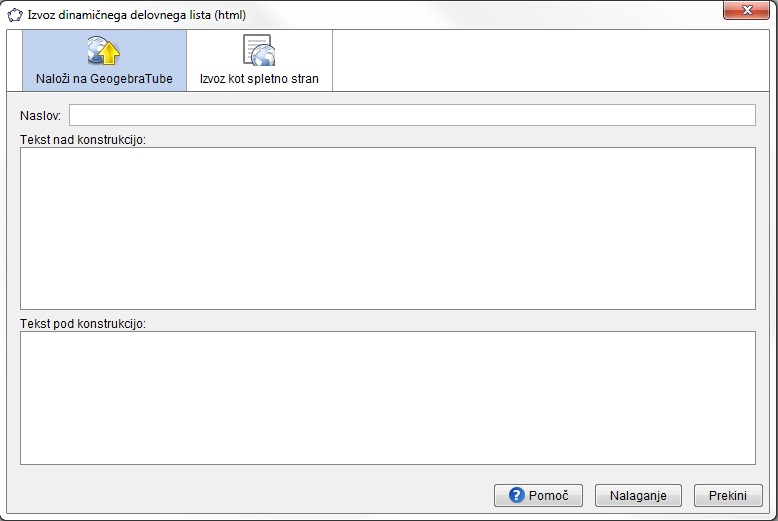 Izvoz dinamičnega delovnega lista (html)
Naloži na GeogebraTube
Izvoz kot spletno stran
Naslov:
Tekst nad konstrukcijo:
Tekst pod konstrukcijo:
? Pomoč
Nalaganje
Prekini